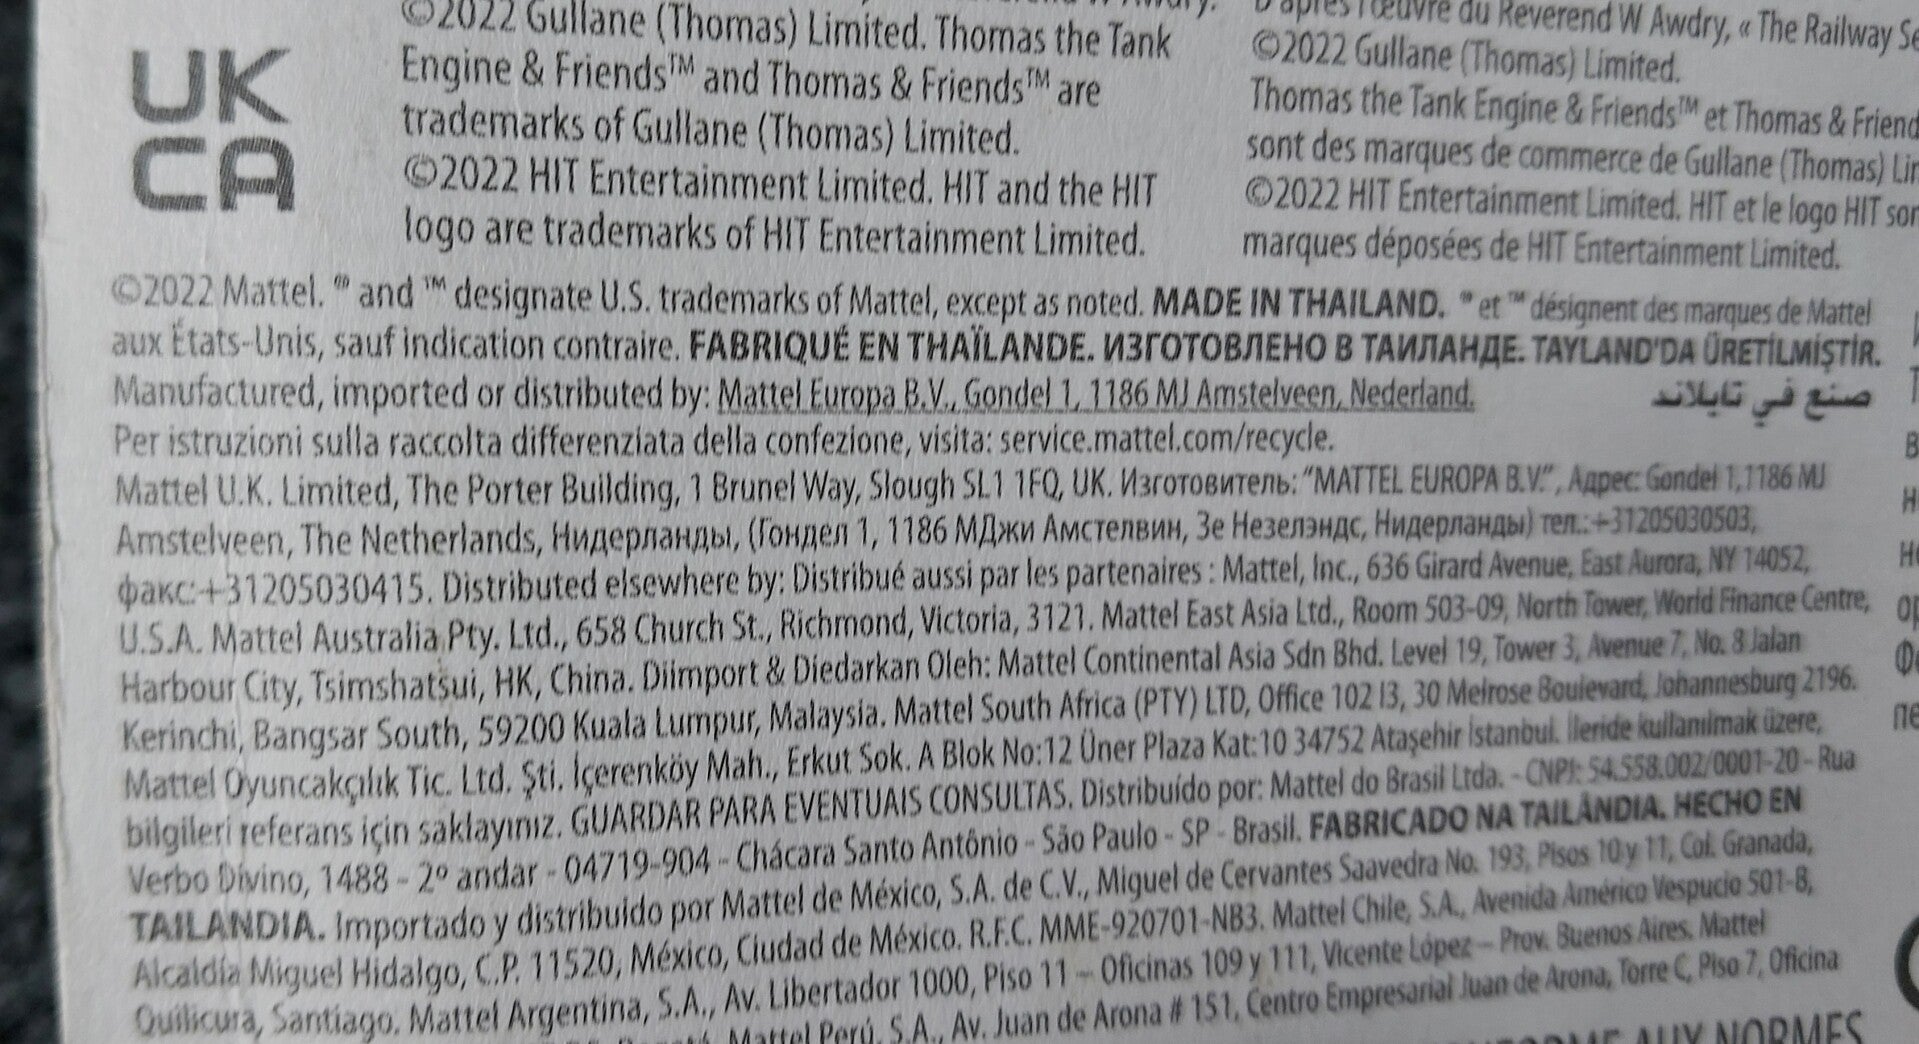 UK
CA
©2022 Gullane (Thomas) Limited. Thomas the Tank
Engine & Friends™ and Thomas & Friends™ are
trademarks of Gullane (Thomas) Limited.
©2022 HIT Entertainment Limited. HIT and the HIT
logo are trademarks of HIT Entertainment Limited.
D'après l'œuvre du Reverend W Awdry, « The Railway Se
©2022 Gullane (Thomas) Limited.
Thomas the Tank Engine & Friends™ et Thomas & Friend
sont des marques de commerce de Gullane (Thomas) Lim
©2022 HIT Entertainment Limited. HIT et le logo HIT son
marques déposées de HIT Entertainment Limited.
©2022 Mattel. ® and ™ designate U.S. trademarks of Mattel, except as noted. MADE IN THAILAND. ® et ™ désignent des marques de Mattel
aux États-Unis, sauf indication contraire. FABRIQUÉ EN THAÏLANDE. ИЗГОТОВЛЕНО В ТАИЛАНДЕ. TAYLAND'DA ÜRETİLMİŞTİR.
Manufactured, imported or distributed by: Mattel Europa B.V., Gondel 1, 1186 MJ Amstelveen, Nederland. صنع في تايلاند
Per istruzioni sulla raccolta differenziata della confezione, visita: service.mattel.com/recycle.
Mattel U.K. Limited, The Porter Building, 1 Brunel Way, Slough SL1 1FQ, UK. Изготовитель: "MATTEL EUROPA B.V.", Адрес: Gondel 1, 1186 MJ
Amstelveen, The Netherlands, Нидерланды, (Гондел 1, 1186 МДжи Амстелвин, Зе Незелэндс, Нидерланды) тел.:+31205030503,
факс:+31205030415. Distributed elsewhere by: Distribué aussi par les partenaires : Mattel, Inc., 636 Girard Avenue, East Aurora, NY 14052,
U.S.A. Mattel Australia Pty. Ltd., 658 Church St., Richmond, Victoria, 3121. Mattel East Asia Ltd., Room 503-09, North Tower, World Finance Centre,
Harbour City, Tsimshatsui, HK, China. Diimport & Diedarkan Oleh: Mattel Continental Asia Sdn Bhd. Level 19, Tower 3, Avenue 7, No. 8 Jalan
Kerinchi, Bangsar South, 59200 Kuala Lumpur, Malaysia. Mattel South Africa (PTY) LTD, Office 102 I3, 30 Melrose Boulevard, Johannesburg 2196.
Mattel Oyuncakçılık Tic. Ltd. Şti. İçerenköy Mah., Erkut Sok. A Blok No:12 Üner Plaza Kat:10 34752 Ataşehir İstanbul. İleride kullanılmak üzere,
bilgileri referans için saklayınız. GUARDAR PARA EVENTUAIS CONSULTAS. Distribuído por: Mattel do Brasil Ltda. - CNPJ: 54.558.002/0001-20 - Rua
Verbo Divino, 1488 - 2º andar - 04719-904 - Chácara Santo Antônio - São Paulo - SP - Brasil. FABRICADO NA TAILÂNDIA. HECHO EN
TAILANDIA. Importado y distribuido por Mattel de México, S.A. de C.V., Miguel de Cervantes Saavedra No. 193, Pisos 10 y 11, Col. Granada,
Alcaldía Miguel Hidalgo, C.P. 11520, México, Ciudad de México. R.F.C. MME-920701-NB3. Mattel Chile, S.A., Avenida Américo Vespucio 501-B,
Quilicura, Santiago. Mattel Argentina, S.A., Av. Libertador 1000, Piso 11 – Oficinas 109 y 111, Vicente López – Prov. Buenos Aires. Mattel
Mattel Perú, S.A., Av. Juan de Arona # 151, Centro Empresarial Juan de Arona, Torre C, Piso 7, Oficina
AUX NORMES